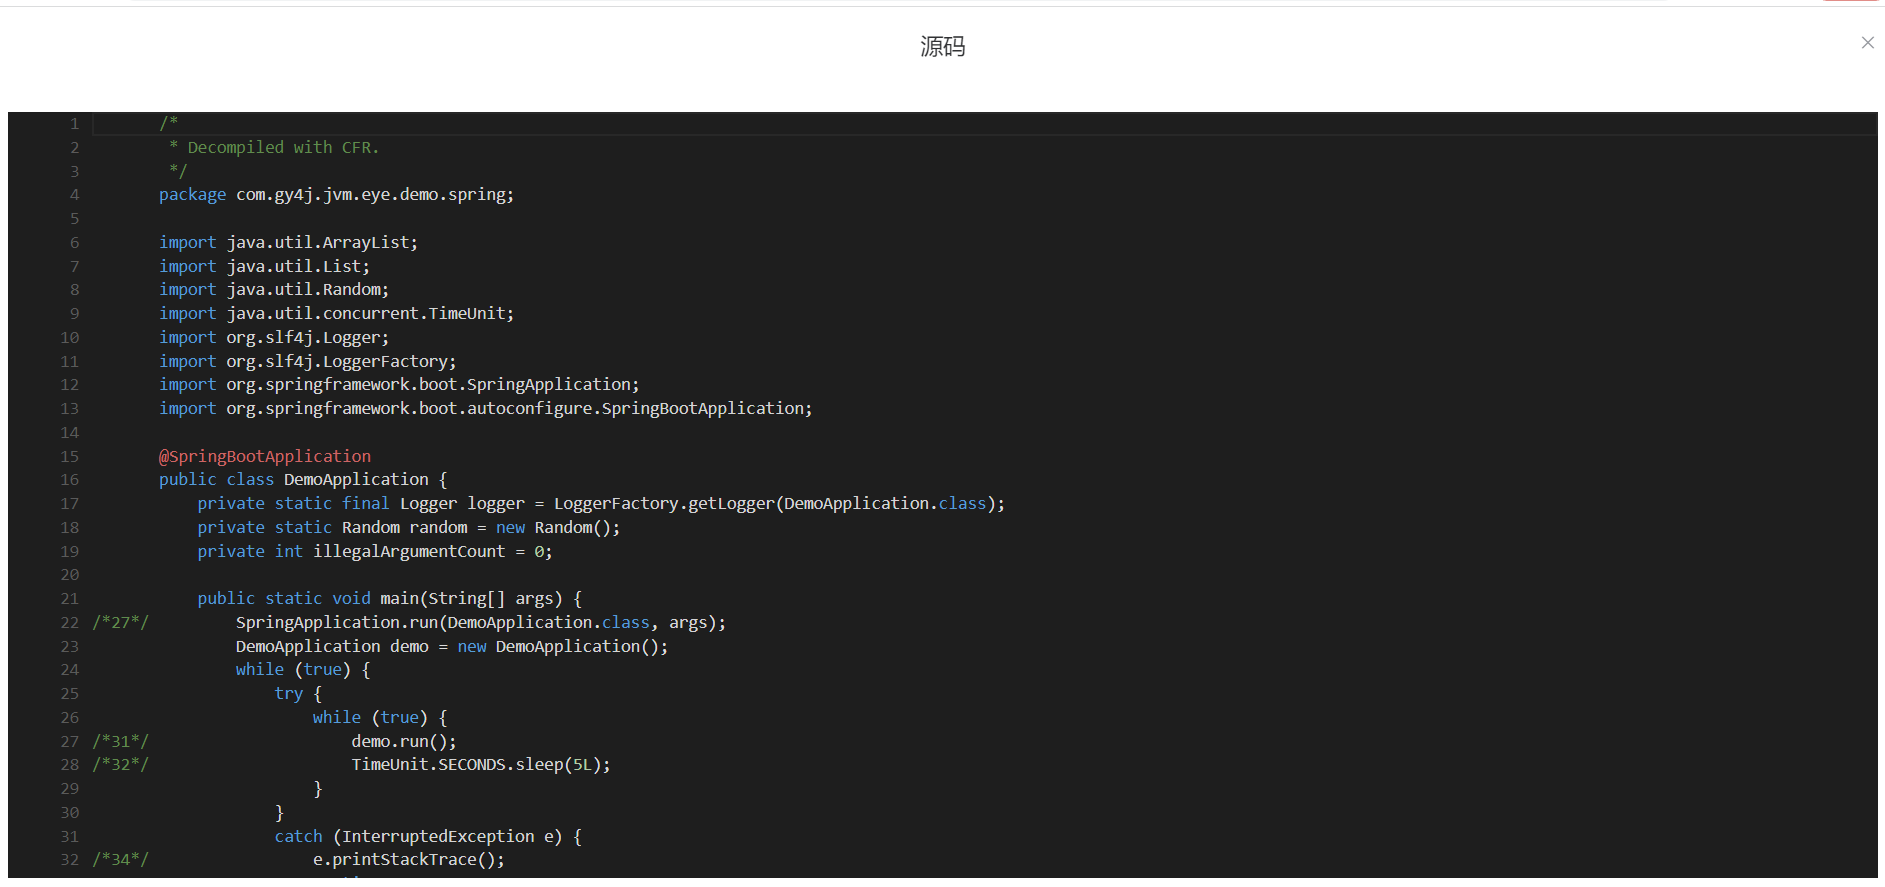 源码
1 /*
2 * Decompiled with CFR.
3 */
4 package com.gy4j.jvm.eye.demo.spring;
5
6 import java.util.ArrayList;
7 import java.util.List;
8 import java.util.Random;
9 import java.util.concurrent.TimeUnit;
10 import org.slf4j.Logger;
11 import org.slf4j.LoggerFactory;
12 import org.springframework.boot.SpringApplication;
13 import org.springframework.boot.autoconfigure.SpringBootApplication;
14
15 @SpringBootApplication
16 public class DemoApplication {
17 private static final Logger logger = LoggerFactory.getLogger(DemoApplication.class);
18 private static Random random = new Random();
19 private int illegalArgumentCount = 0;
20
21 public static void main(String[] args) {
22 /*27*/ SpringApplication.run(DemoApplication.class, args);
23 DemoApplication demo = new DemoApplication();
24 while (true) {
25 try {
26 while (true) {
27 /*31*/ demo.run();
28 /*32*/ TimeUnit.SECONDS.sleep(5L);
29 }
30 }
31 catch (InterruptedException e) {
32 /*34*/ e.printStackTrace();